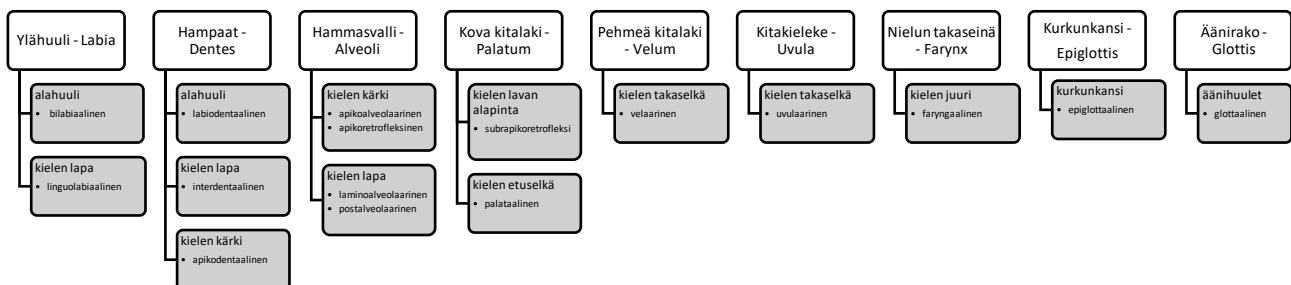 Ylähuuli - Labia
alahuuli
• bilabiaalinen
kielen lapa
• linguolabiaalinen
Hampaat -
Dentes
alahuuli
• labiodentaalinen
kielen lapa
• interdentaalinen
kielen kärki
• apikodentaalinen
Hammasvalli -
Alveoli
kielen kärki
• apikoalveolaarinen
• apikoretrofleksinen
kielen lapa
• laminoalveolaarinen
• postalveolaarinen
Kova kitalaki -
Palatum
kielen lavan
alapinta
• subrapikoretrofleksi
kielen etuselkä
• palataalinen
Pehmeä kitalaki
- Velum
kielen takaselkä
• velaarinen
Kitakieleke -
Uvula
kielen takaselkä
• uvulaarinen
Nielun takaseinä
- Farynx
kielen juuri
• faryngaalinen
Kurkunkansi -
Epiglottis
kurkunkansi
• epiglottaalinen
Äänirako -
Glottis
äänihuulet
• glottaalinen